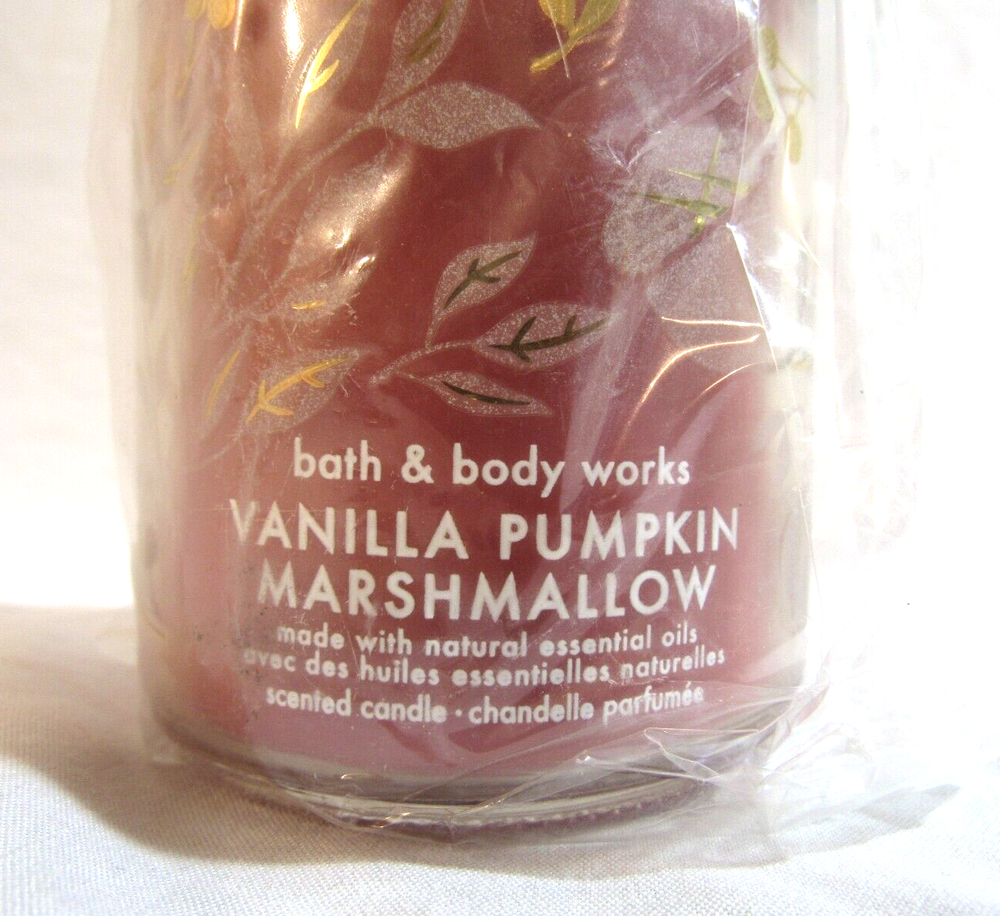 bath & body works
VANILLA PUMPKIN
MARSHMALLOW
made with natural essential oils
avec des huiles essentielles naturelles
scented candle • chandelle parfumée